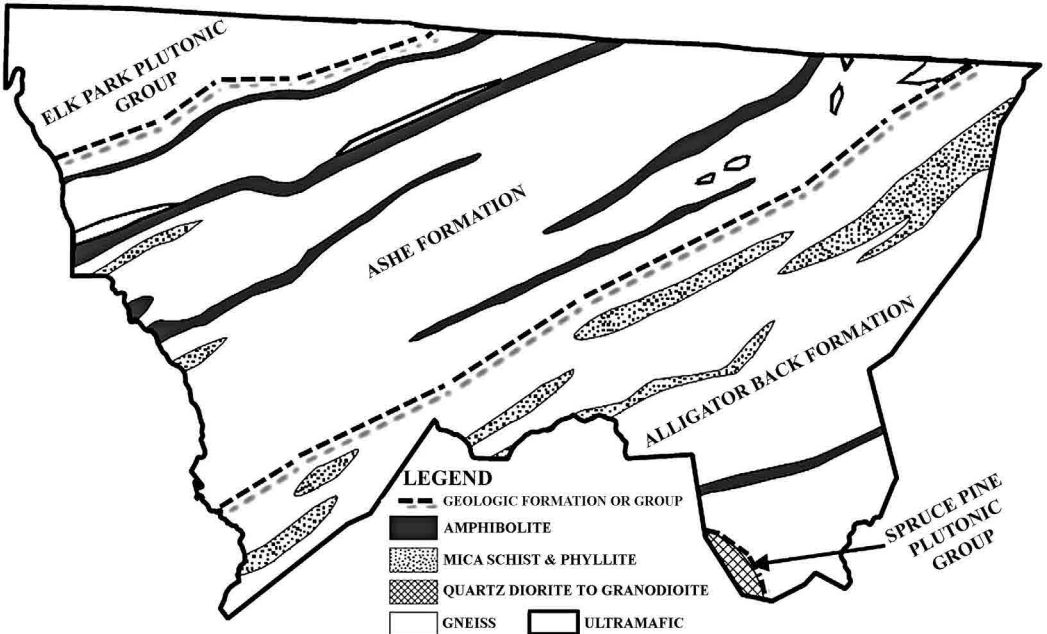 ELK PARK PLUTONIC
GROUP
ASHE FORMATION
ALLIGATOR BACK FORMATION
SPRUCE PINE
PLUTONIC
GROUP
LEGEND
GEOLOGIC FORMATION OR GROUP
AMPHIBOLITE
MICA SCHIST & PHYLLITE
QUARTZ DIORITE TO GRANODIOITE
GNEISS
ULTRAMAFIC